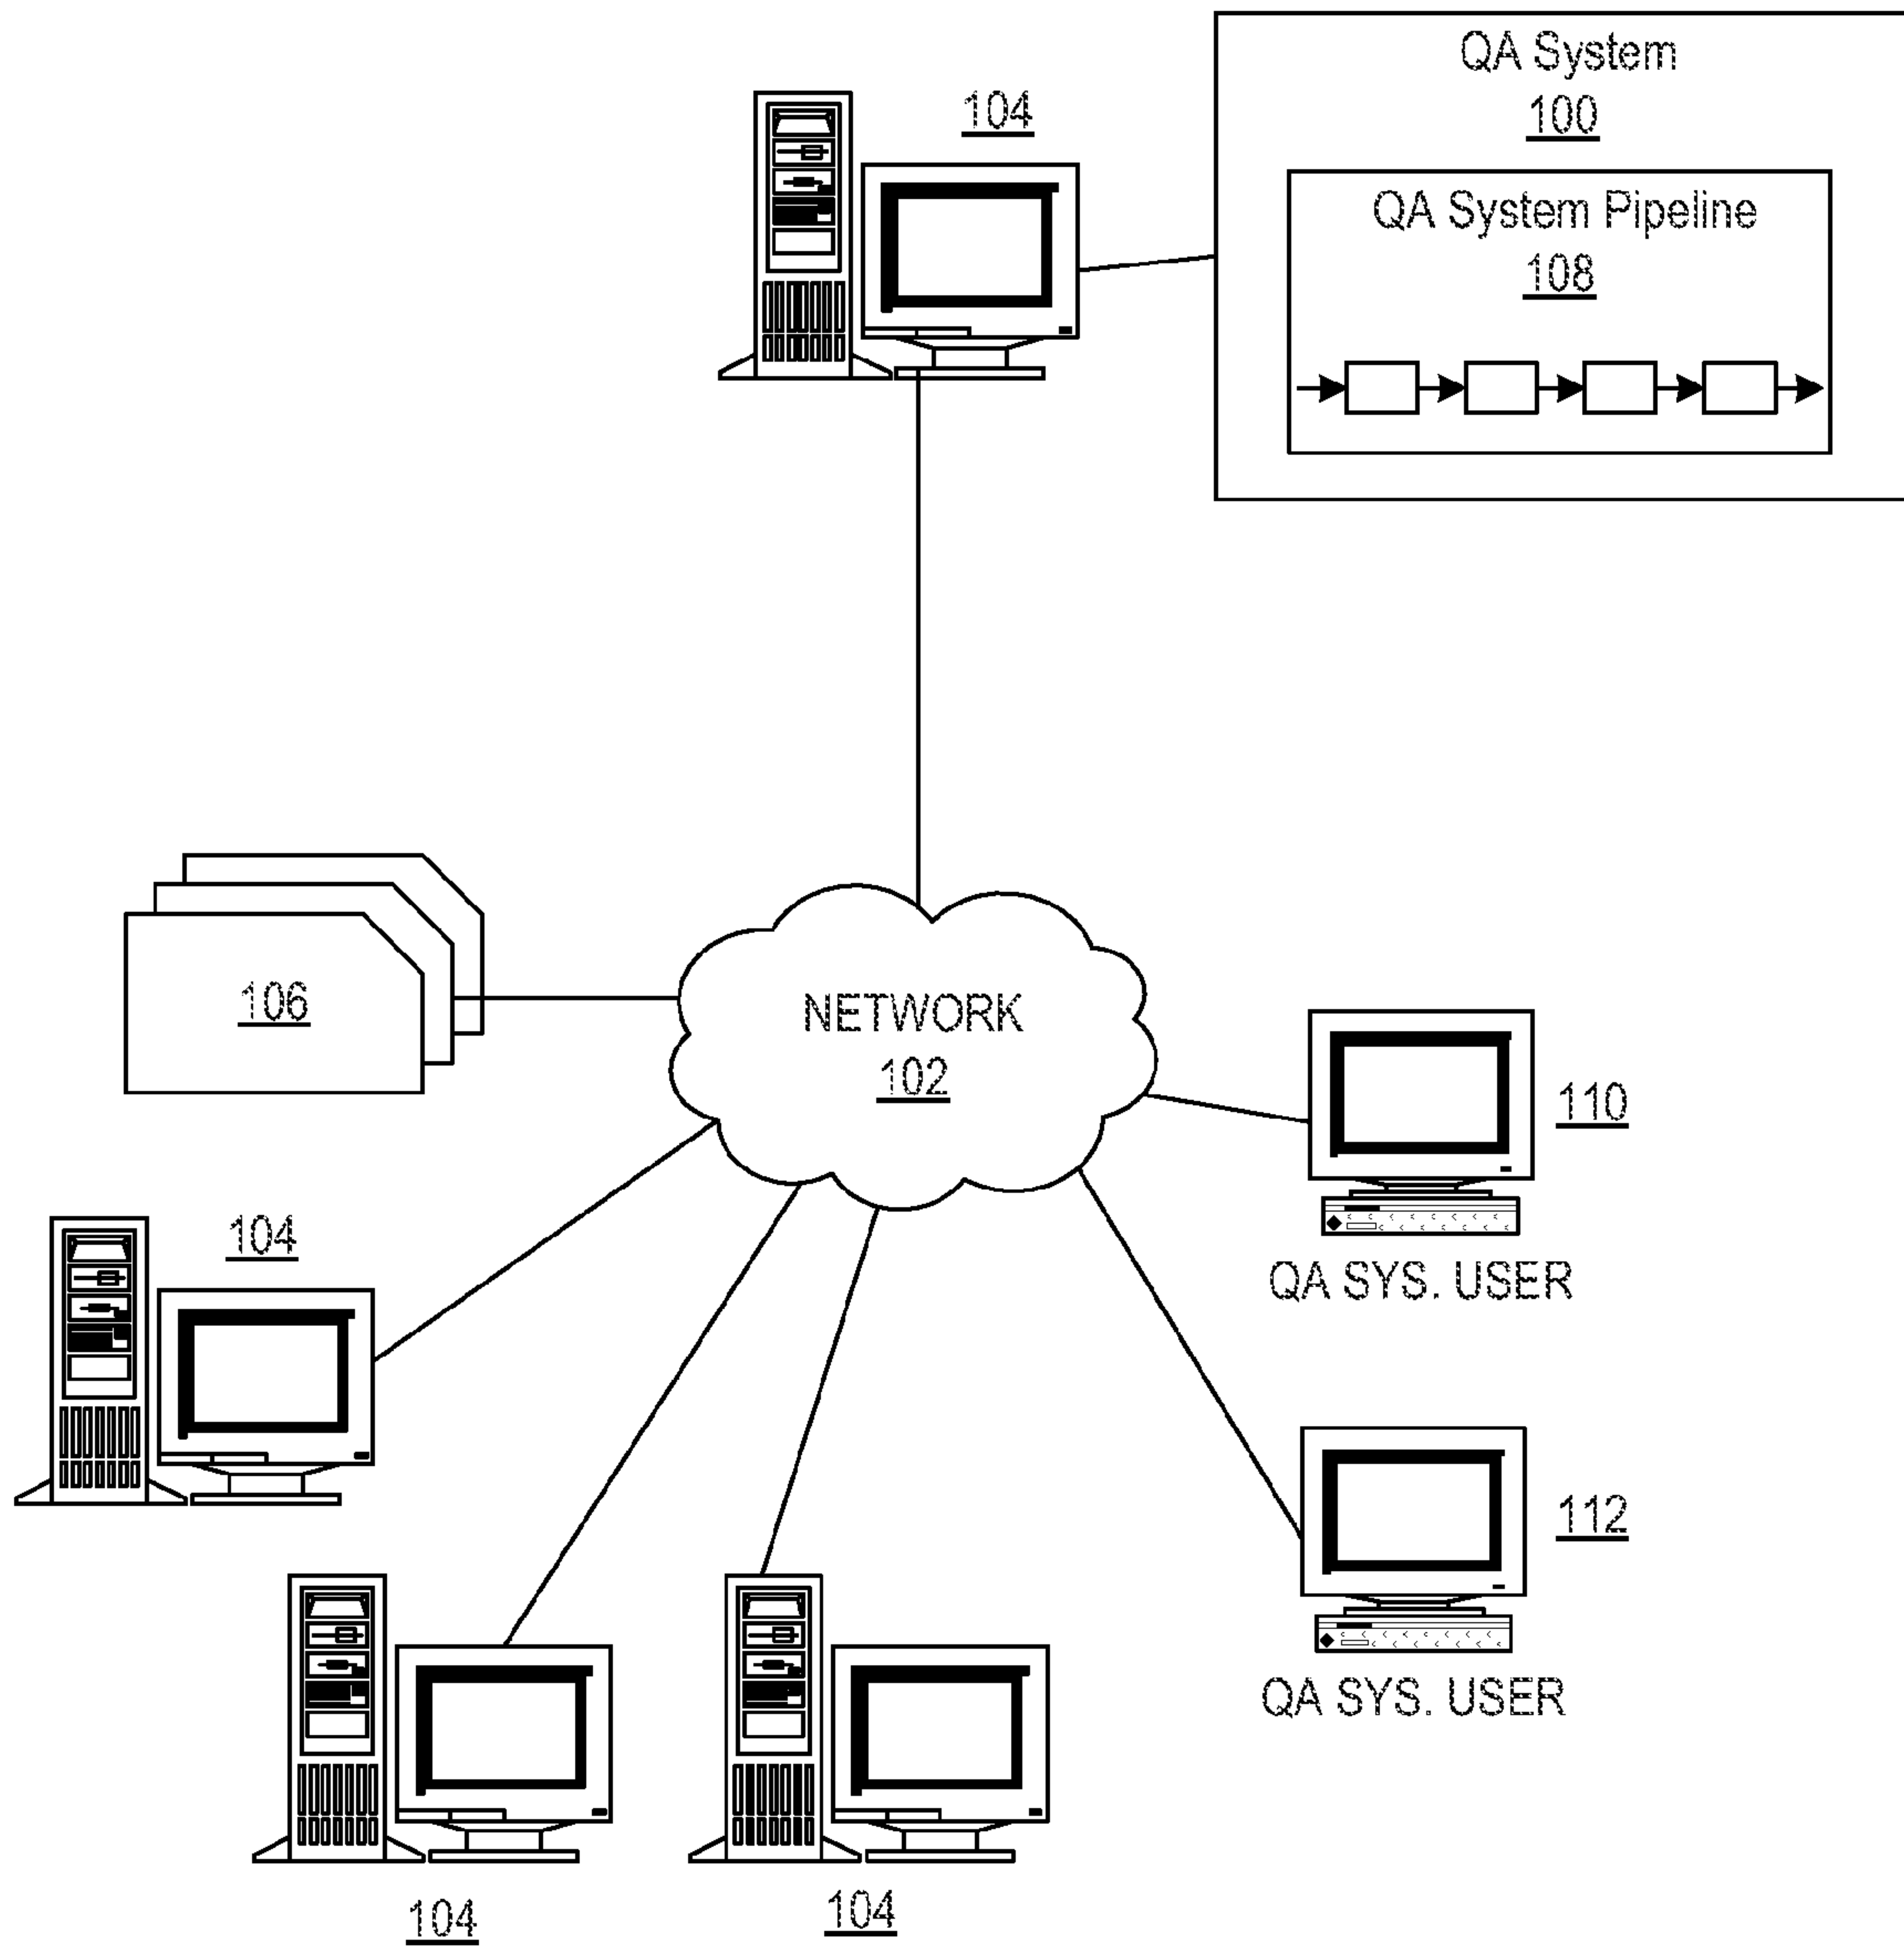 QA System
100
104
QA System Pipeline
108
106
NETWORK
102
110
QA SYS. USER
104
112
QA SYS. USER
104
104